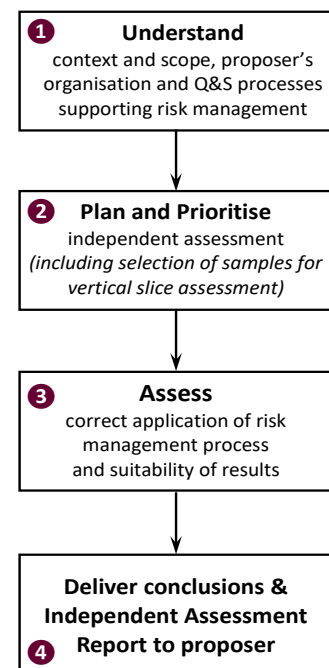 1 Understand
context and scope, proposer's
organisation and Q&S processes
supporting risk management
2 Plan and Prioritise
independent assessment
(including selection of samples for
vertical slice assessment)
3 Assess
correct application of risk
management process
and suitability of results
Deliver conclusions &
Independent Assessment
4 Report to proposer